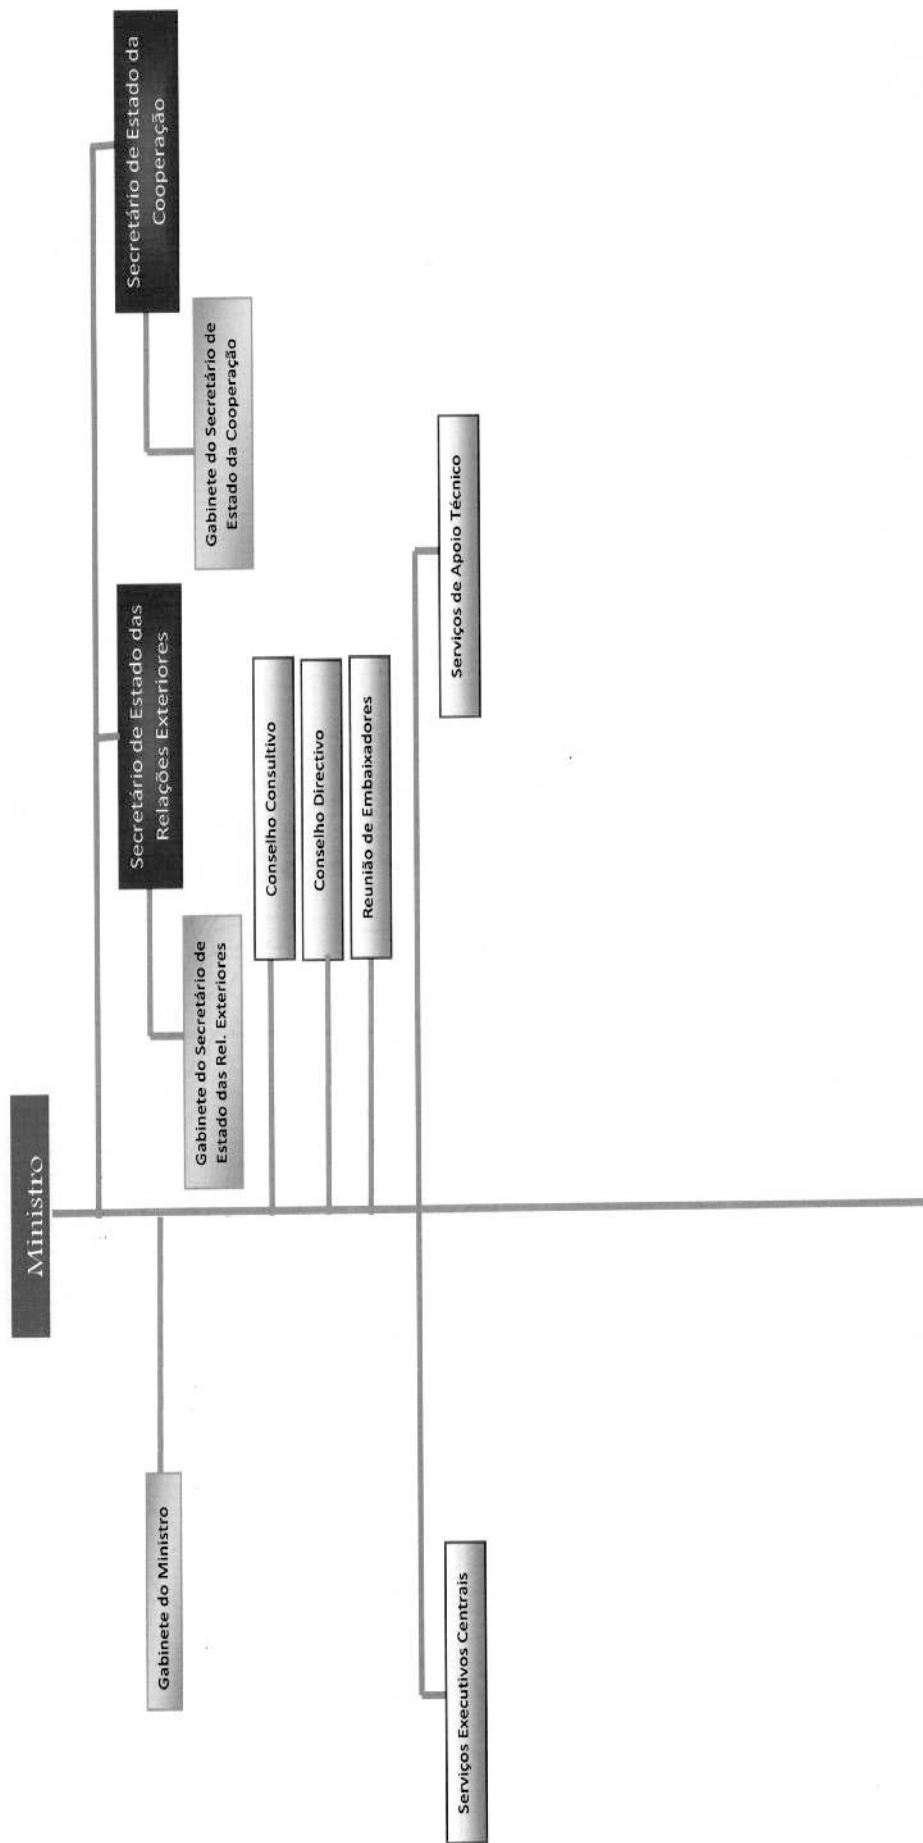 Ministro
Secretário de Estado das
Relações Exteriores
Secretário de Estado da
Cooperação
Gabinete do Ministro
Gabinete do Secretário de
Estado das Rel. Exteriores
Gabinete do Secretário de
Estado da Cooperação
Conselho Consultivo
Conselho Directivo
Reunião de Embaixadores
Serviços Executivos Centrais
Serviços de Apoio Técnico